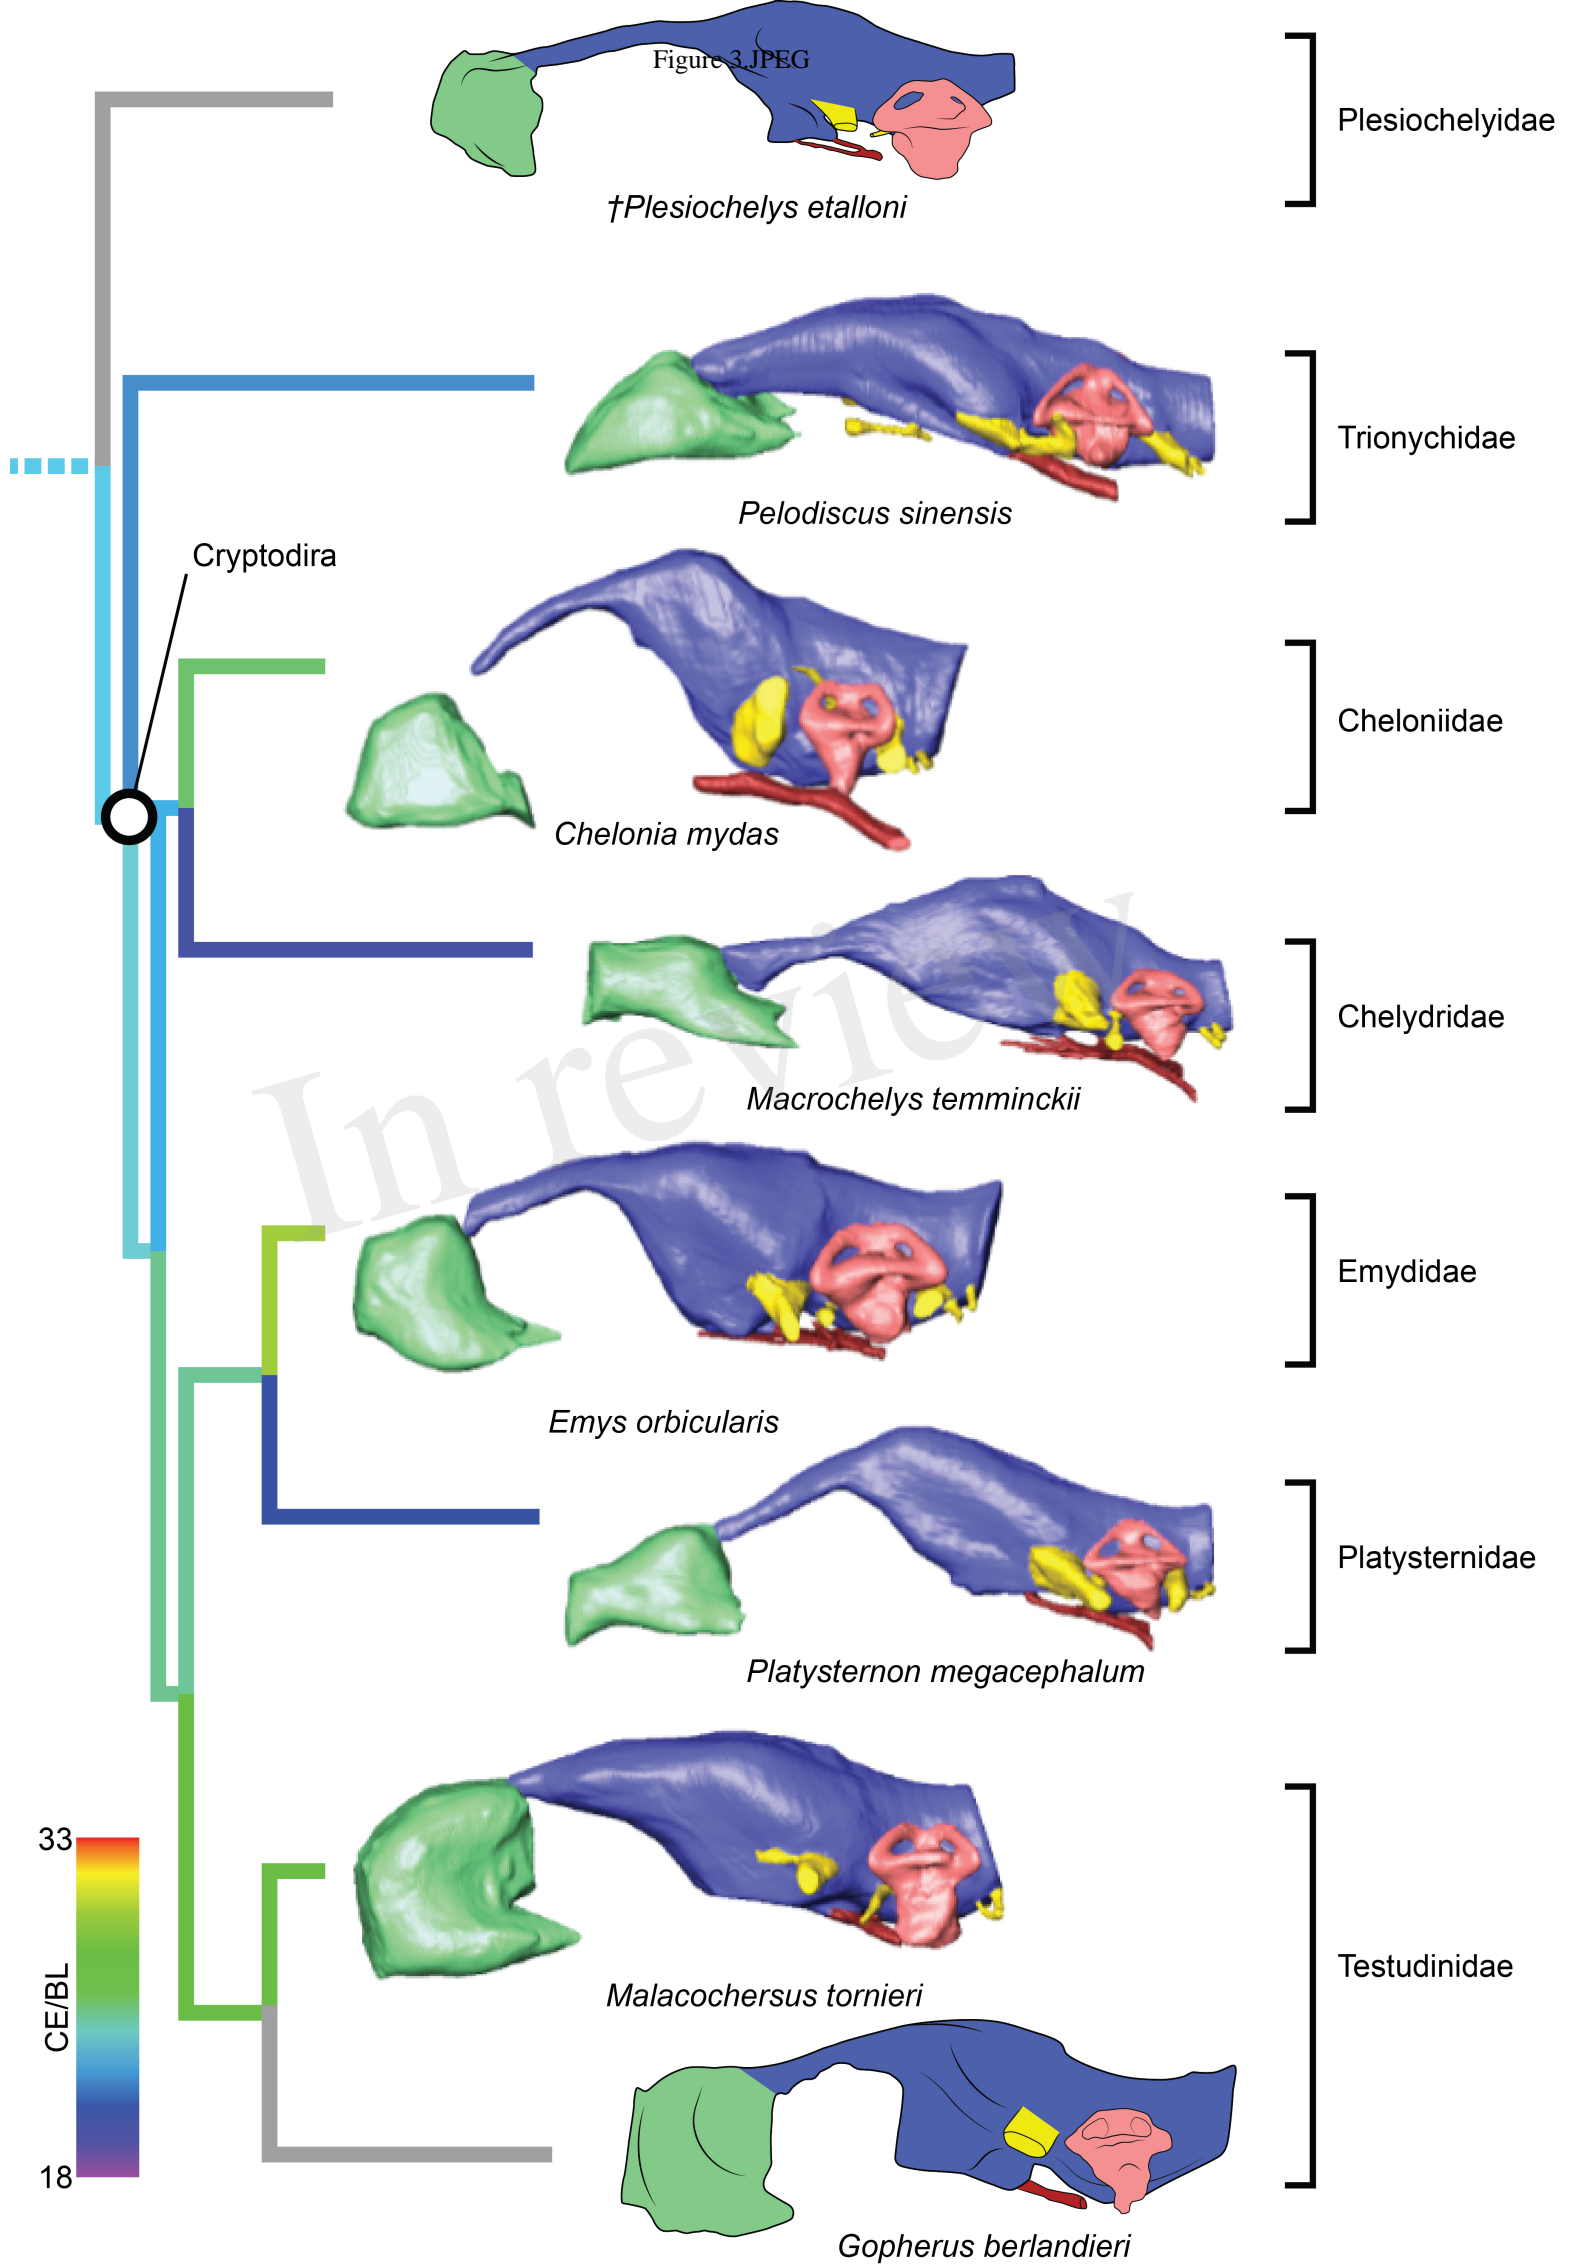 Figure 3.JPEG
Plesiochelyidae
†Plesiochelys etalloni
Trionychidae
Pelodiscus sinensis
Cryptodira
Cheloniidae
Chelonia mydas
Chelydridae
Macrochelys temminckii
In review
Emydidae
Emys orbicularis
Platysternidae
Platysternon megacephalum
33
CE/BL
18
Malacochersus tornieri
Testudinidae
Gopherus berlandieri